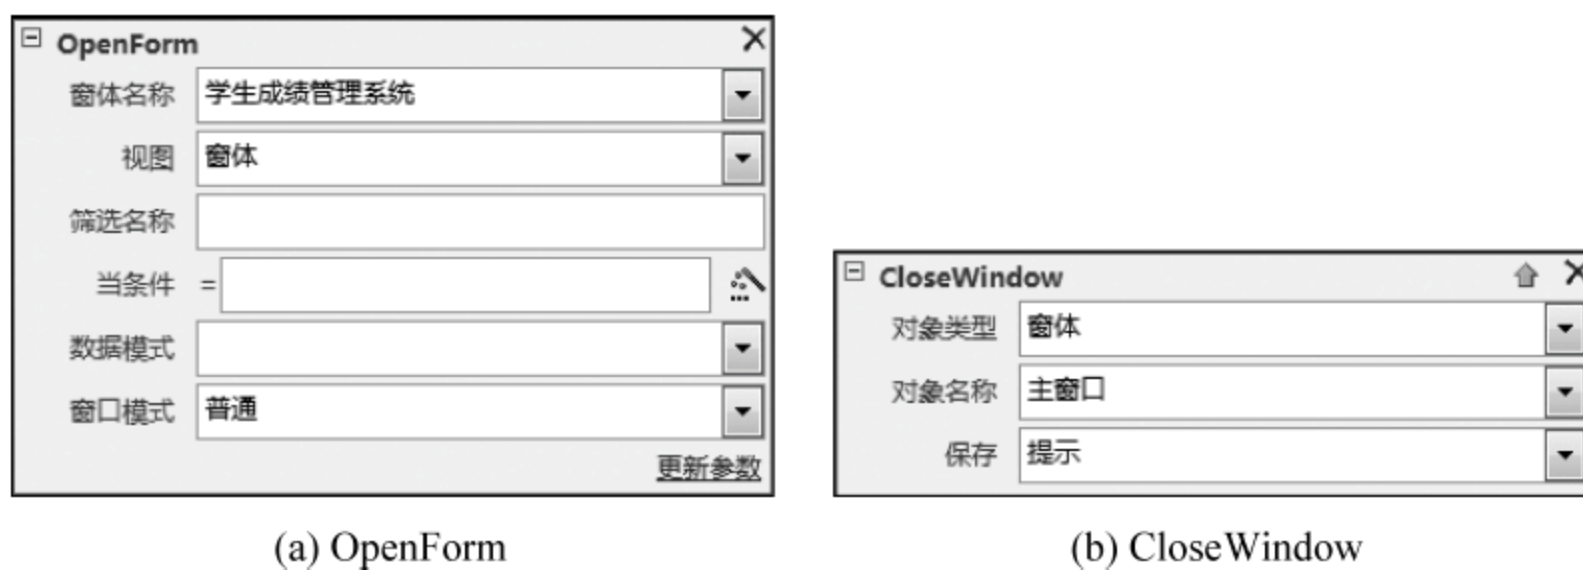 OpenForm
窗体名称 学生成绩管理系统
视图 窗体
筛选名称
当条件 =
数据模式
窗口模式 普通
更新参数
(a) OpenForm
CloseWindow
对象类型 窗体
对象名称 主窗口
保存 提示
(b) CloseWindow